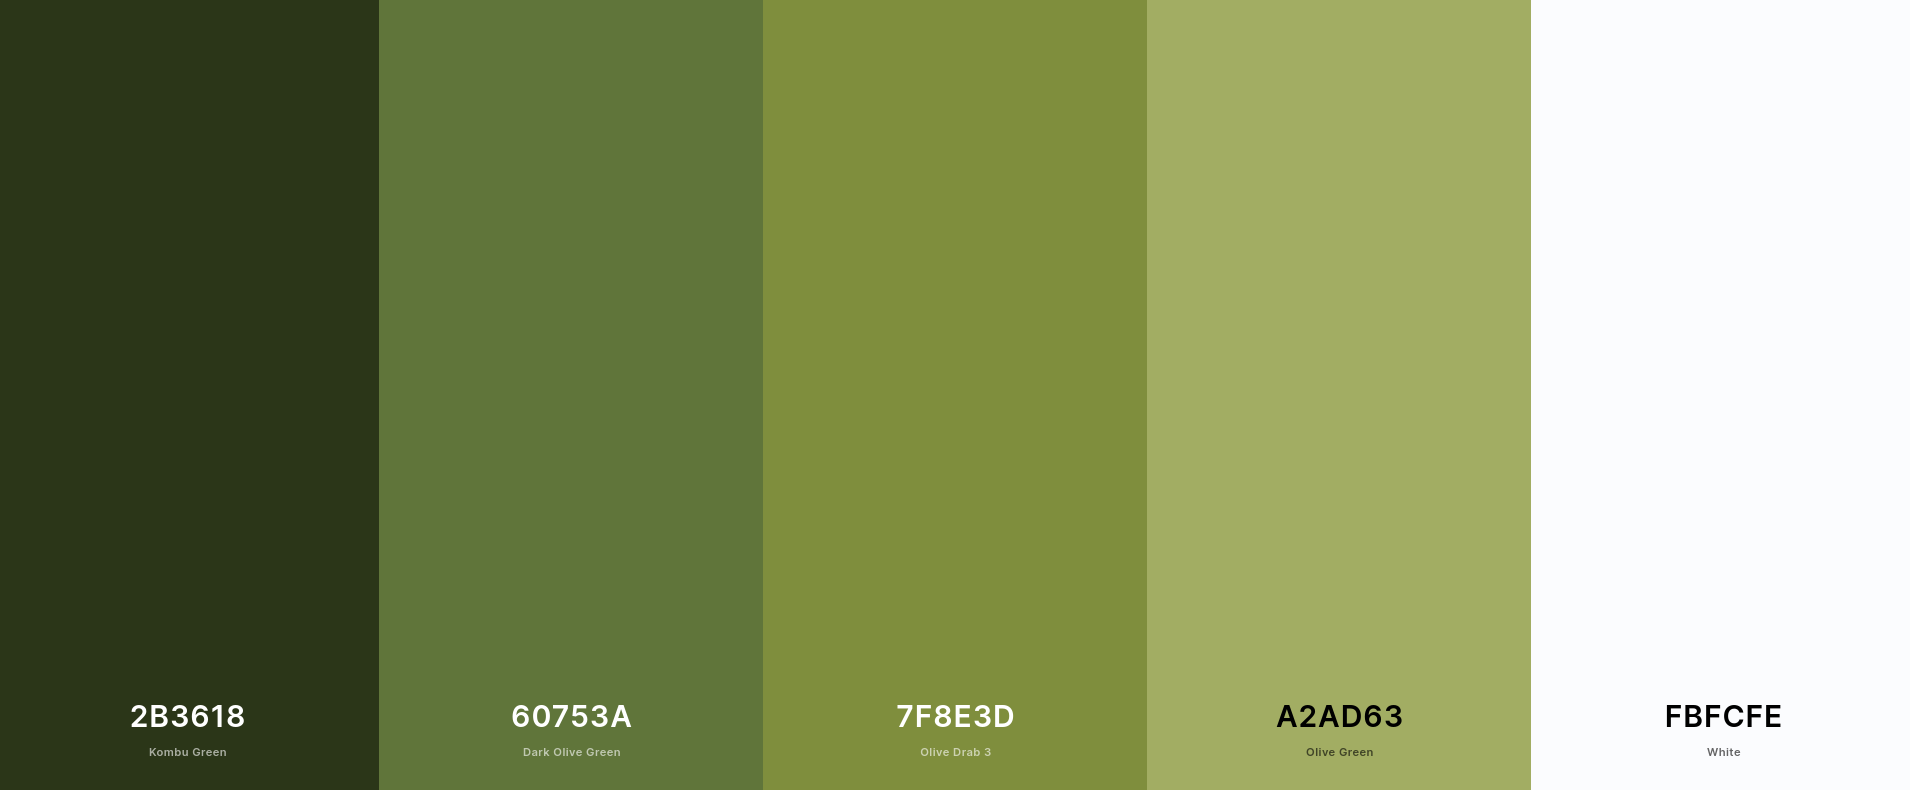 2B3618
Kombu Green
60753A
Dark Olive Green
7F8E3D
Olive Drab 3
A2AD63
Olive Green
FBFCFE
White